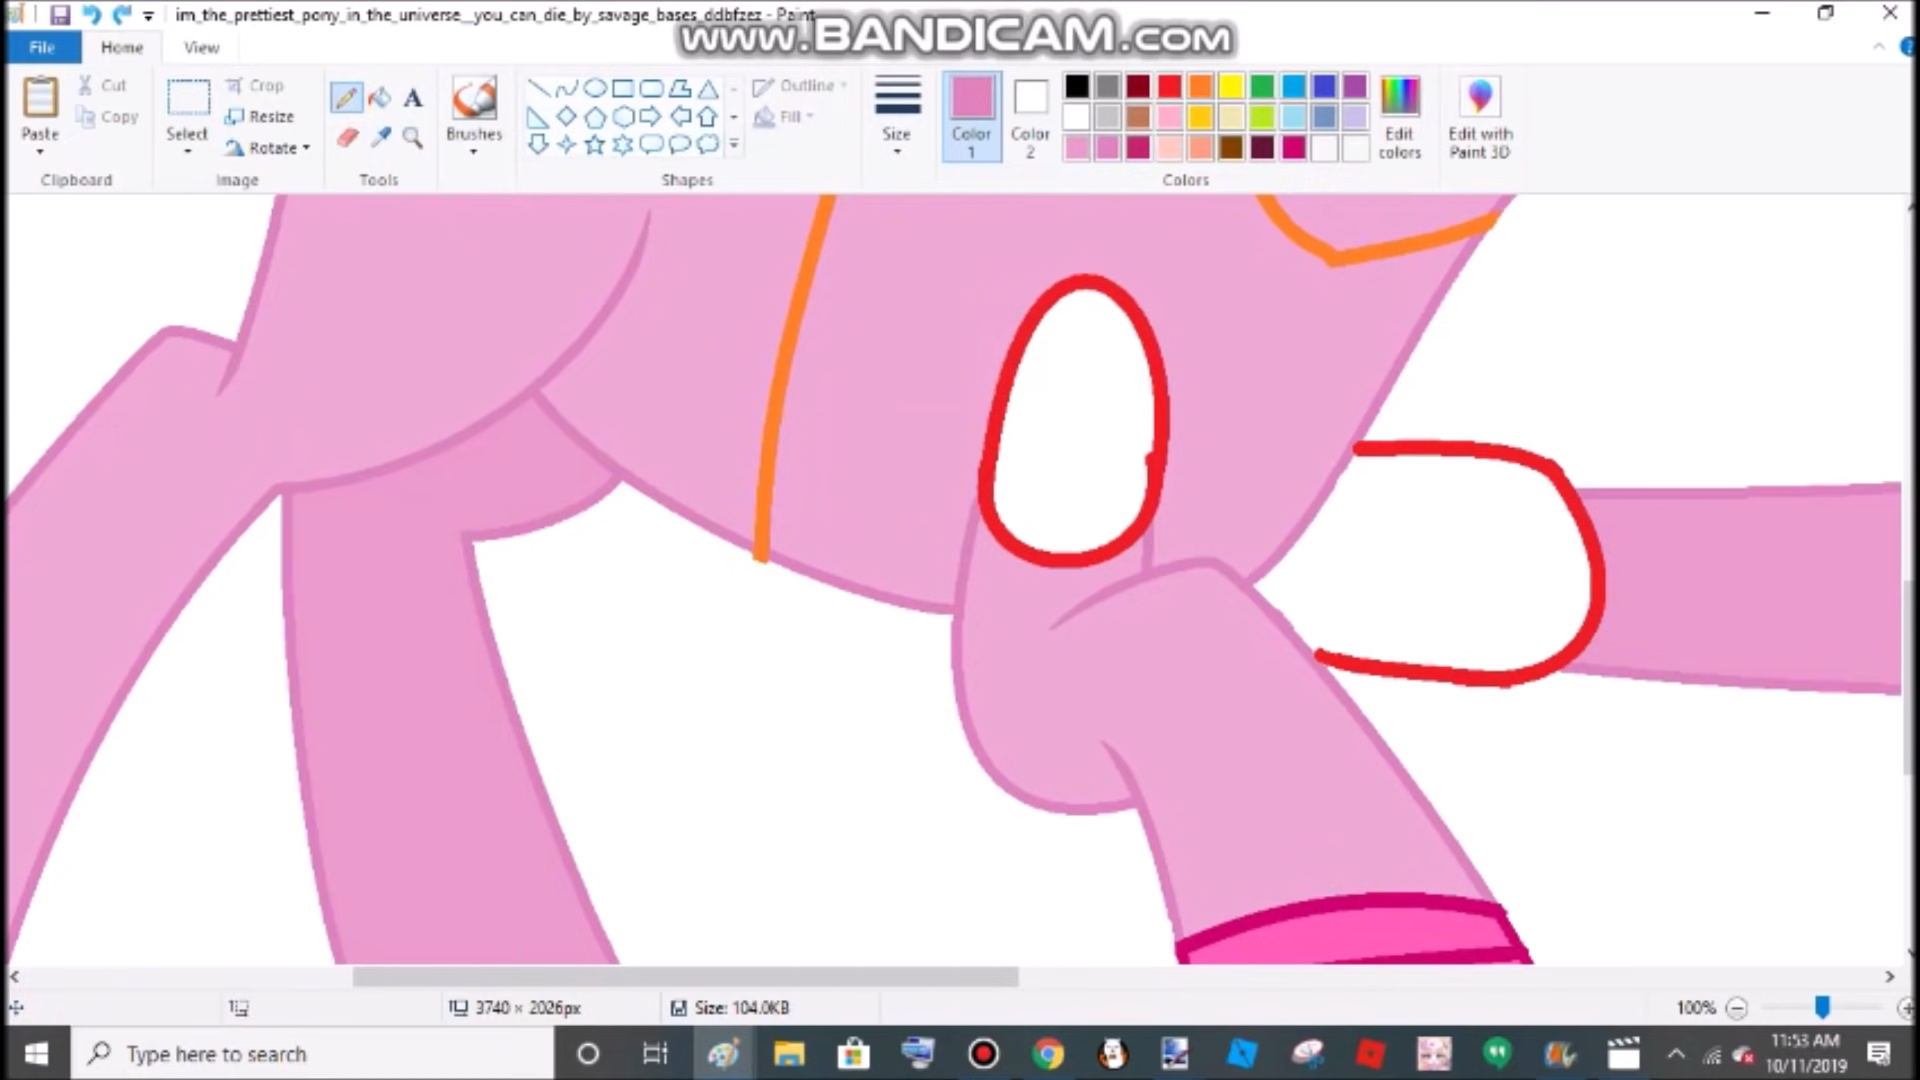 im_the_prettiest_pony_in_the_universe__you_can_die_by_savage_bases_ddbfzez - Paint
www.BANDICAM.com
File
Home
View
Paste
Cut
Copy
Clipboard
Select
Crop
Resize
Rotate
Image
Tools
Brushes
Outline
Fill
Shapes
Size
Color 1
Color 2
Edit colors
Edit with Paint 3D
Colors
3740 × 2026px
Size: 104.0KB
100%
Type here to search
11:53 AM
10/11/2019